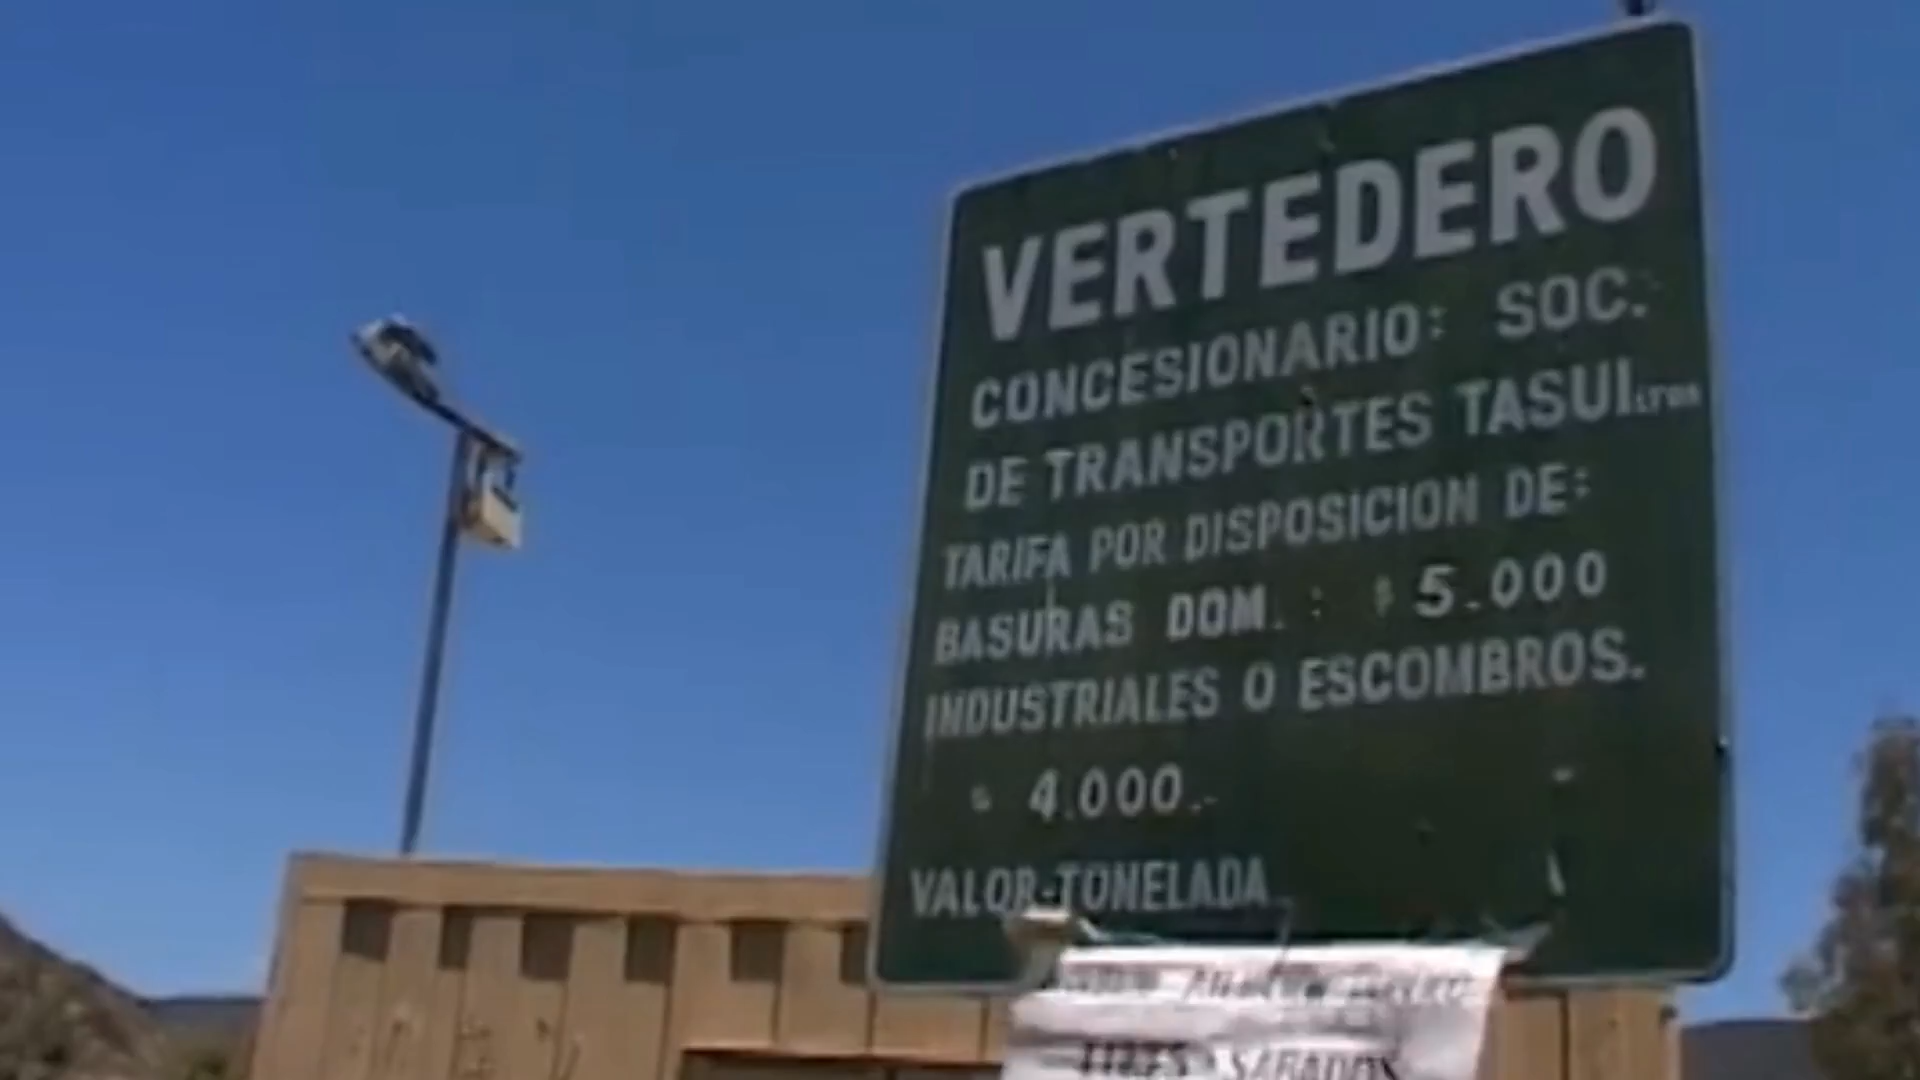 VERTEDERO
CONCESIONARIO: SOC.
DE TRANSPORTES TASUI LTDA
TARIFA POR DISPOSICION DE:
BASURAS DOM. : $ 5.000
INDUSTRIALES O ESCOMBROS.
$ 4.000.-
VALOR-TONELADA
SABADOS